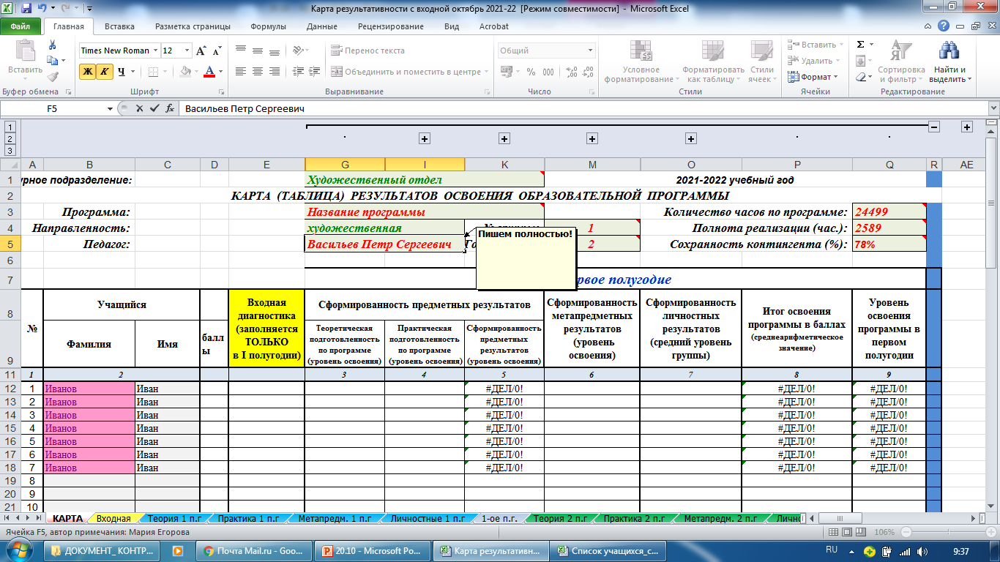 Карта результативности с входной октябрь 2021-22 [Режим совместимости] - Microsoft Excel
Файл Главная Вставка Разметка страницы Формулы Данные Рецензирование Вид Acrobat
Вставить
Times New Roman 12
Ж К Ч
Перенос текста
Объединить и поместить в центре
Общий
% 000
Условное форматирование
Форматировать как таблицу
Стили ячеек
Вставить
Удалить
Формат
Сортировка и фильтр
Найти и выделить
Буфер обмена Шрифт Выравнивание Число Стили Ячейки Редактирование
F5 Васильев Петр Сергеевич
1
2
3
A B C D E G I K M O P Q R AE
1 урное подразделение: Художественный отдел 2021-2022 учебный год
2 КАРТА (ТАБЛИЦА) РЕЗУЛЬТАТОВ ОСВОЕНИЯ ОБРАЗОВАТЕЛЬНОЙ ПРОГРАММЫ
3 Программа: Название программы Количество часов по программе: 24499
4 Направленность: художественная 1 Полнота реализации (час.): 2589
5 Педагог: Васильев Петр Сергеевич 2 Сохранность контингента (%): 78%
Пишем полностью!
6
7 рвое полугодие
8
9
№
Учащийся
Фамилия
Имя
балл
ы
Входная
диагностика
(заполняется
ТОЛЬКО
в I полугодии)
Сформированность предметных результатов
Теоретическая
подготовленность
по программе
(уровень освоения)
Практическая
подготовленность
по программе
(уровень освоения)
Сформированность
предметных
результатов
(уровень освоения)
Сформированность
метапредметных
результатов
(уровень
освоения)
Сформированность
личностных
результатов
(средний уровень
группы)
Итог освоения
программы в баллах
(среднеарифметическое
значение)
Уровень
освоения
программы в
первом
полугодии
11 1 2 3 4 5 6 7 8 9
12 1 Иванов Иван #ДЕЛ/0! #ДЕЛ/0! #ДЕЛ/0!
13 2 Иванов Иван #ДЕЛ/0! #ДЕЛ/0! #ДЕЛ/0!
14 3 Иванов Иван #ДЕЛ/0! #ДЕЛ/0! #ДЕЛ/0!
15 4 Иванов Иван #ДЕЛ/0! #ДЕЛ/0! #ДЕЛ/0!
16 5 Иванов Иван #ДЕЛ/0! #ДЕЛ/0! #ДЕЛ/0!
17 6 Иванов Иван #ДЕЛ/0! #ДЕЛ/0! #ДЕЛ/0!
18 7 Иванов Иван #ДЕЛ/0! #ДЕЛ/0! #ДЕЛ/0!
19 8
20 9
21 10
КАРТА Входная Теория 1 п.г Практика 1 п.г Метапредм. 1 п.г Личностные 1 п.г 1-ое п.г. Теория 2 п.г Практика 2 п.г Метапредм. 2 п.г Личн
Ячейка F5, автор примечания: Мария Егорова 106%
ДОКУМЕНТ_ КОНТР... Почта Mail.ru - Goo... 20.10 - Microsoft Po... Карта результативн... Список учащихся_с... RU 9:37